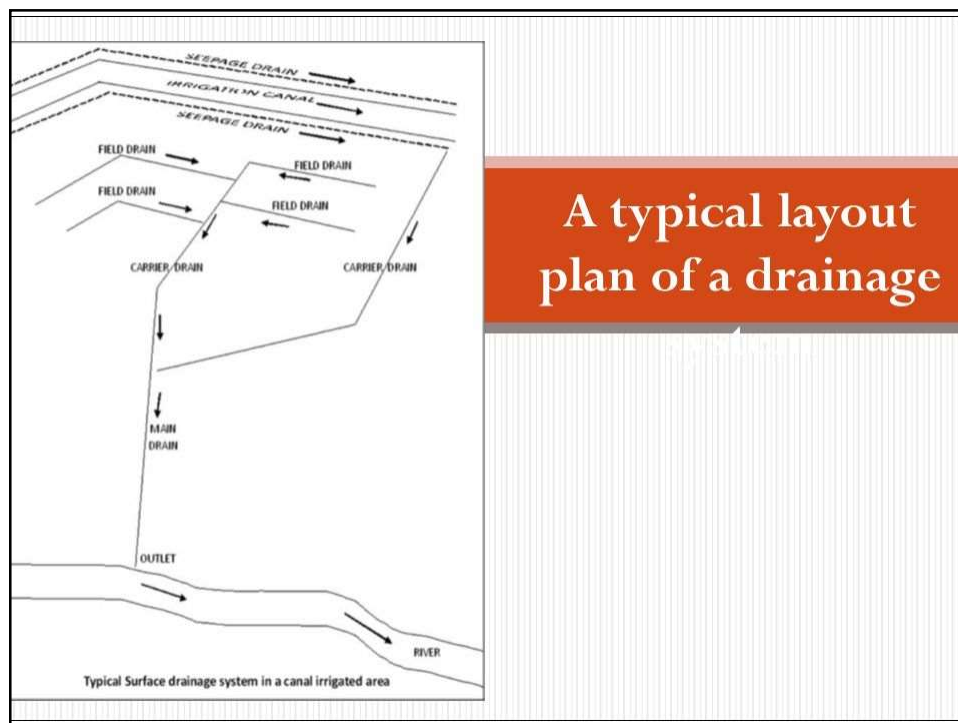 SEEPAGE DRAIN
IRRIGATION CANAL
SEEPAGE DRAIN
FIELD DRAIN
FIELD DRAIN
FIELD DRAIN
FIELD DRAIN
CARRIER DRAIN
CARRIER DRAIN
MAIN
DRAIN
OUTLET
RIVER
Typical Surface drainage system in a canal irrigated area
A typical layout
plan of a drainage
system